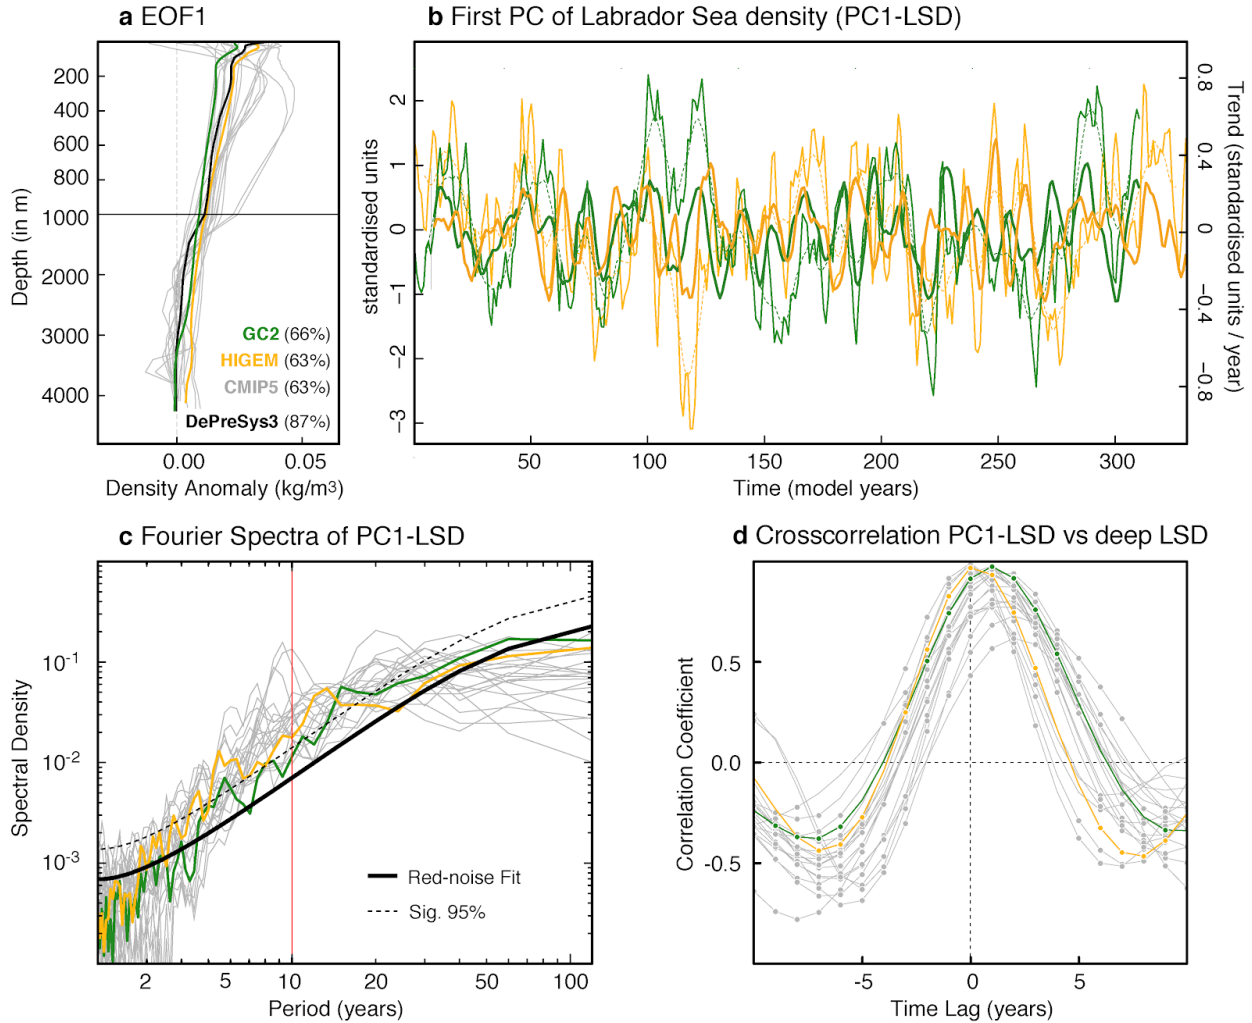 a EOF1
200
400
600
800
1000
2000
3000
4000
Depth (in m)
GC2 (66%)
HIGEM (63%)
CMIP5 (63%)
DePreSys3 (87%)
0.00 0.05
Density Anomaly (kg/m3)
b First PC of Labrador Sea density (PC1-LSD)
2
1
0
−1
−2
−3
standardised units
0.8
0.4
0
−0.4
−0.8
Trend (standardised units / year)
50 100 150 200 250 300
Time (model years)
c Fourier Spectra of PC1-LSD
10-1
10-2
10-3
Spectral Density
Red-noise Fit
Sig. 95%
2 5 10 20 50 100
Period (years)
d Crosscorrelation PC1-LSD vs deep LSD
0.5
0.0
-0.5
Correlation Coefficient
-5 0 5
Time Lag (years)